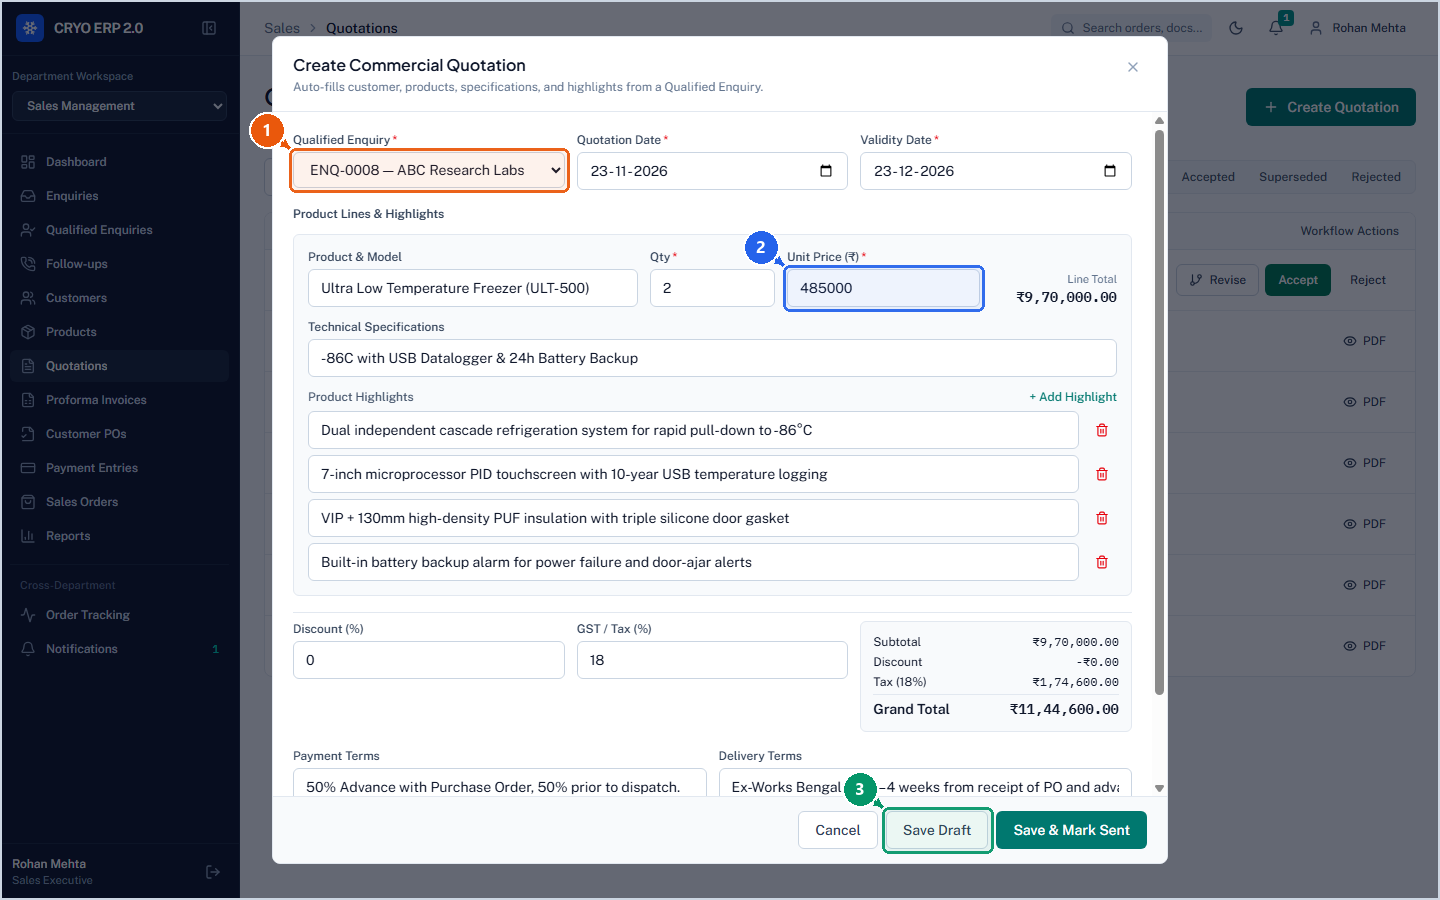 CRYO ERP 2.0
Sales > Quotations
Search orders, docs...
1
Rohan Mehta
Department Workspace
Sales Management
Dashboard
Enquiries
Qualified Enquiries
Follow-ups
Customers
Products
Quotations
Proforma Invoices
Customer POs
Payment Entries
Sales Orders
Reports
Cross-Department
Order Tracking
Notifications 1
Rohan Mehta
Sales Executive
+ Create Quotation
Accepted Superseded Rejected
Workflow Actions
Revise Accept Reject
PDF
PDF
PDF
PDF
PDF
PDF
Create Commercial Quotation
Auto-fills customer, products, specifications, and highlights from a Qualified Enquiry.
1
Qualified Enquiry * Quotation Date * Validity Date *
ENQ-0008 — ABC Research Labs 23-11-2026 23-12-2026
Product Lines & Highlights
2
Product & Model Qty * Unit Price (₹) *
Ultra Low Temperature Freezer (ULT-500) 2 485000
Line Total
₹9,70,000.00
Technical Specifications
-86C with USB Datalogger & 24h Battery Backup
Product Highlights + Add Highlight
Dual independent cascade refrigeration system for rapid pull-down to -86°C
7-inch microprocessor PID touchscreen with 10-year USB temperature logging
VIP + 130mm high-density PUF insulation with triple silicone door gasket
Built-in battery backup alarm for power failure and door-ajar alerts
Discount (%) GST / Tax (%)
0 18
Subtotal ₹9,70,000.00
Discount -₹0.00
Tax (18%) ₹1,74,600.00
Grand Total ₹11,44,600.00
Payment Terms Delivery Terms
50% Advance with Purchase Order, 50% prior to dispatch. Ex-Works Bengal –4 weeks from receipt of PO and adva
3
Cancel Save Draft Save & Mark Sent